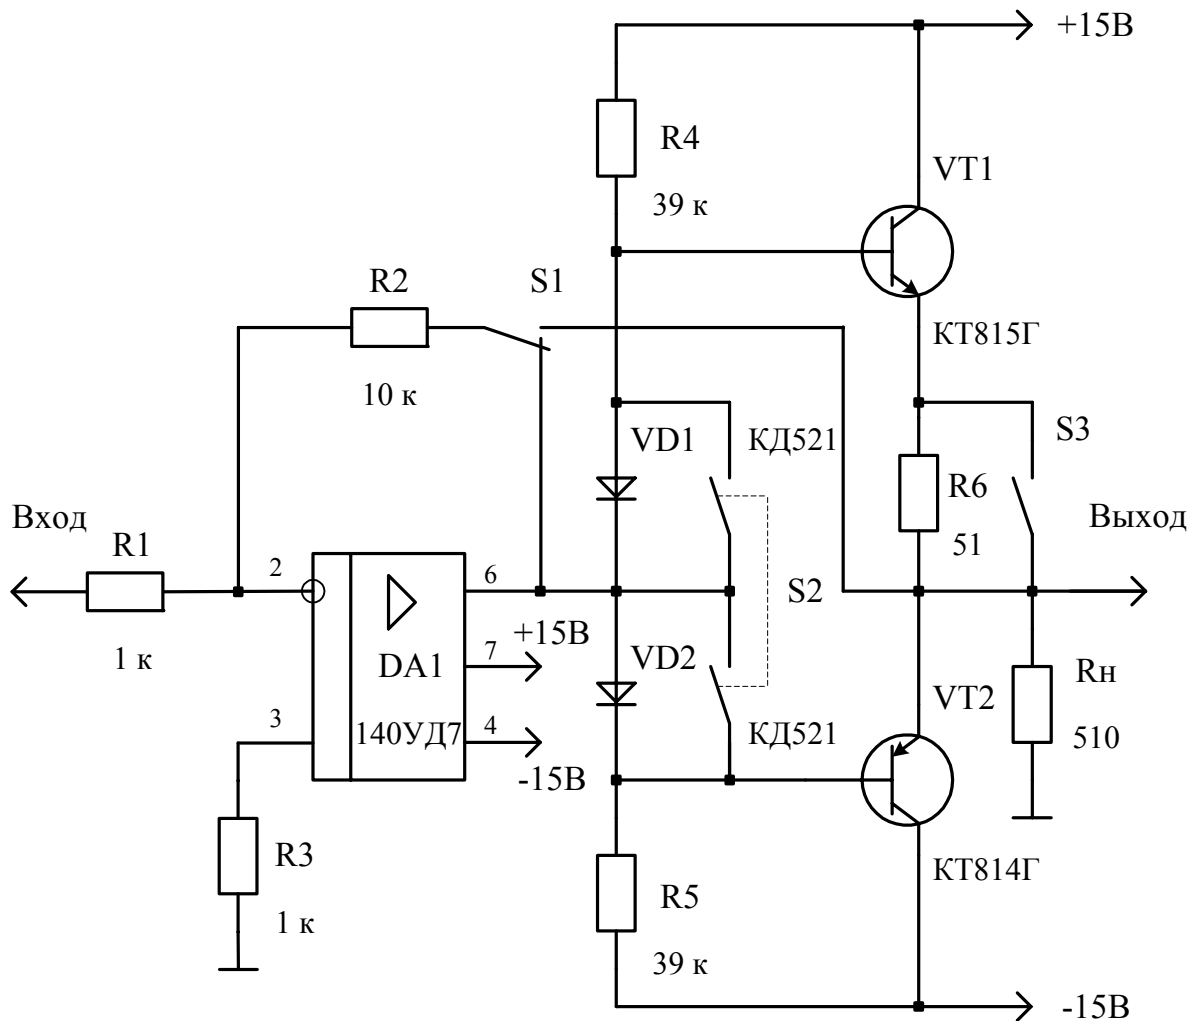 +15В
R4
39 к
VT1
КТ815Г
R2
S1
10 к
VD1
КД521
S3
R6
51
Вход
Выход
R1
1 к
2
6
+15В
S2
7
DA1
140УД7
3
4
-15В
VD2
КД521
VT2
Rн
510
R3
1 к
R5
39 к
КТ814Г
-15В